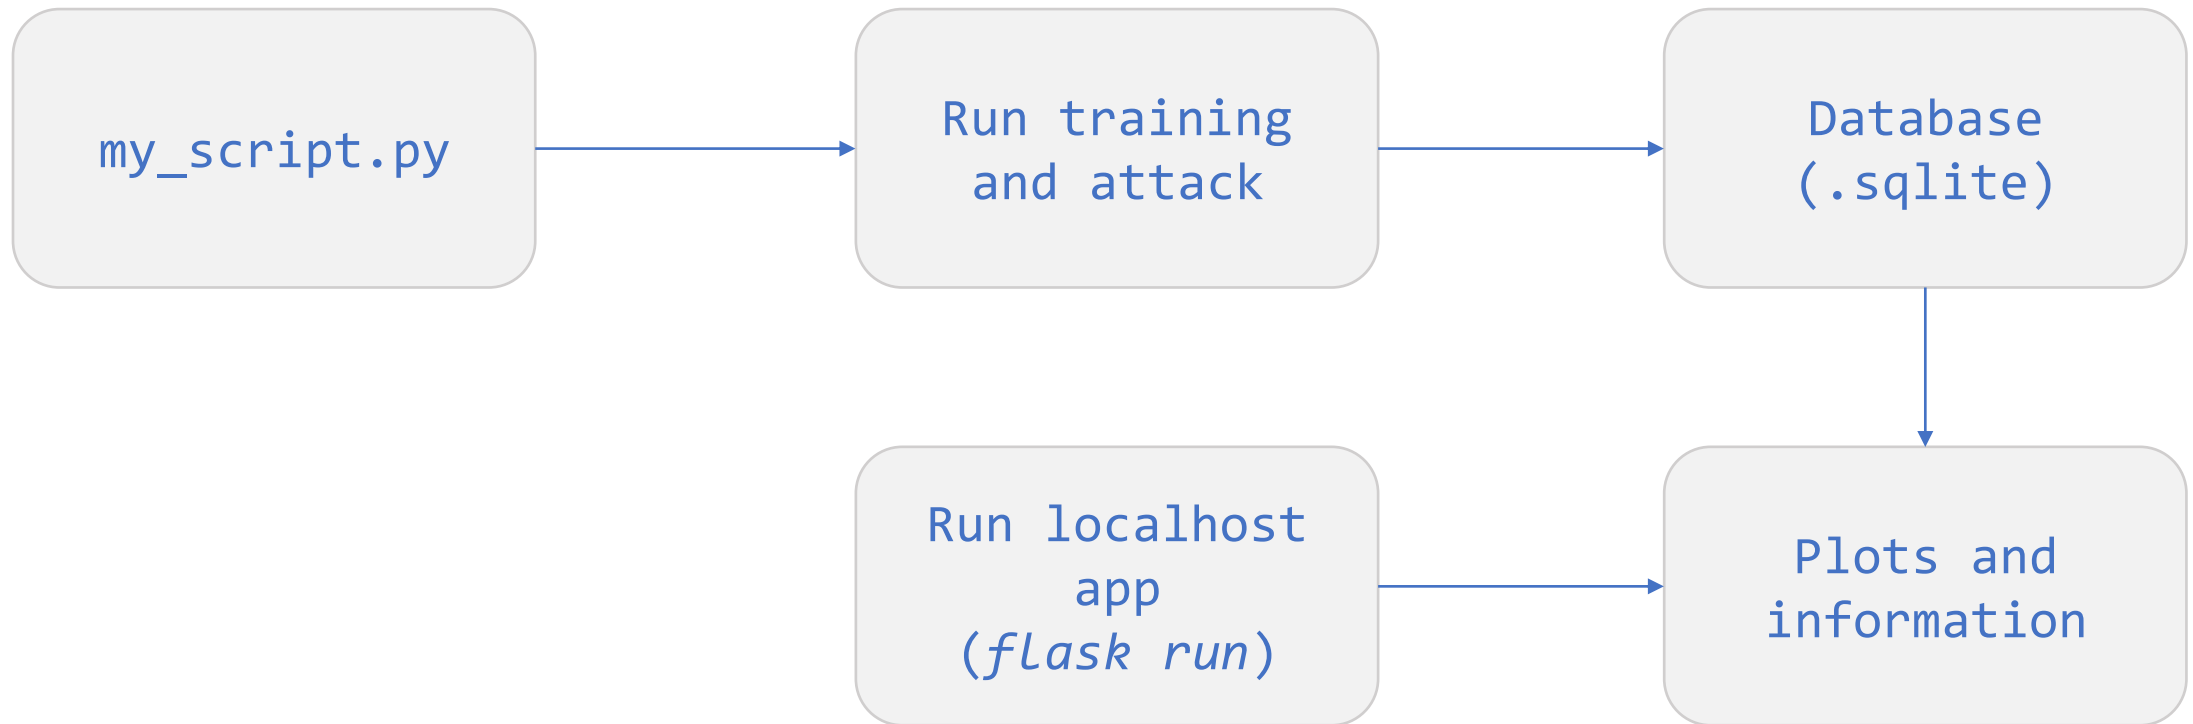 my_script.py
Run training
and attack
Database
(.sqlite)
Run localhost
app
(flask run)
Plots and
information